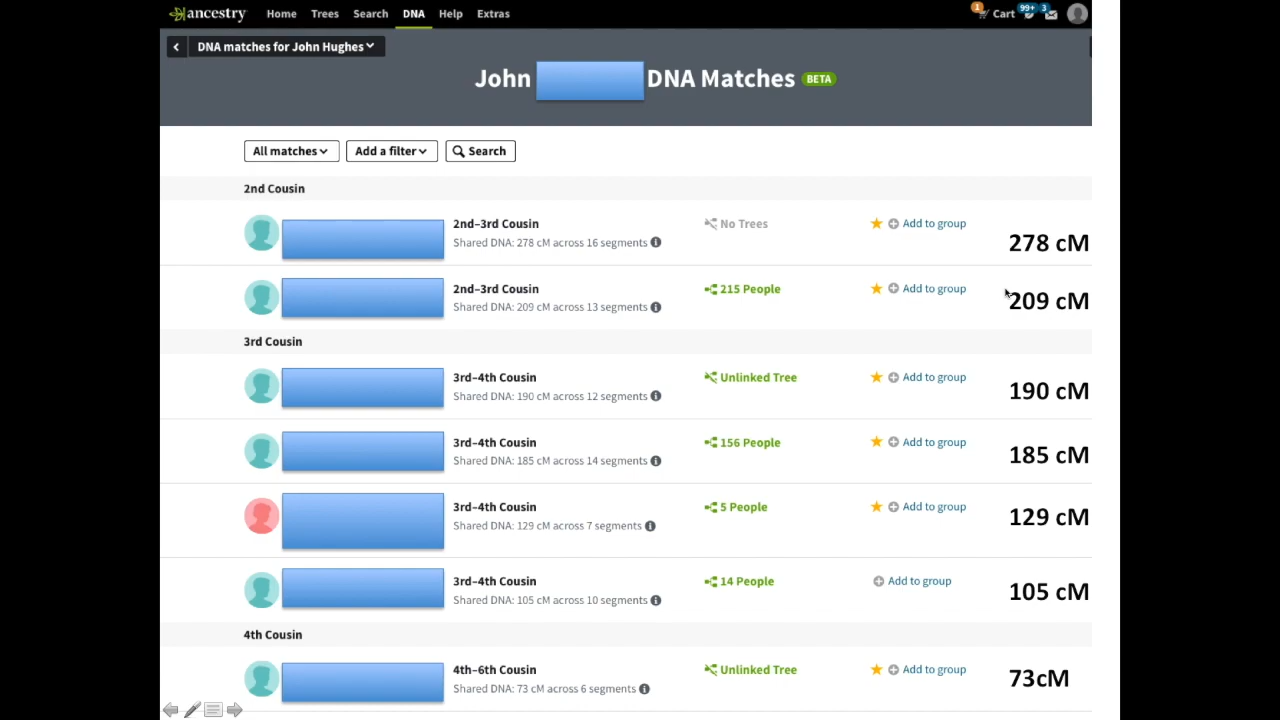 ancestry Home Trees Search DNA Help Extras 1 Cart 99+ 3
DNA matches for John Hughes
John DNA Matches BETA
All matches Add a filter Search
2nd Cousin
2nd–3rd Cousin No Trees Add to group
Shared DNA: 278 cM across 16 segments
278 cM
2nd–3rd Cousin 215 People Add to group
Shared DNA: 209 cM across 13 segments
209 cM
3rd Cousin
3rd–4th Cousin Unlinked Tree Add to group
Shared DNA: 190 cM across 12 segments
190 cM
3rd–4th Cousin 156 People Add to group
Shared DNA: 185 cM across 14 segments
185 cM
3rd–4th Cousin 5 People Add to group
Shared DNA: 129 cM across 7 segments
129 cM
3rd–4th Cousin 14 People Add to group
Shared DNA: 105 cM across 10 segments
105 cM
4th Cousin
4th–6th Cousin Unlinked Tree Add to group
Shared DNA: 73 cM across 6 segments
73cM